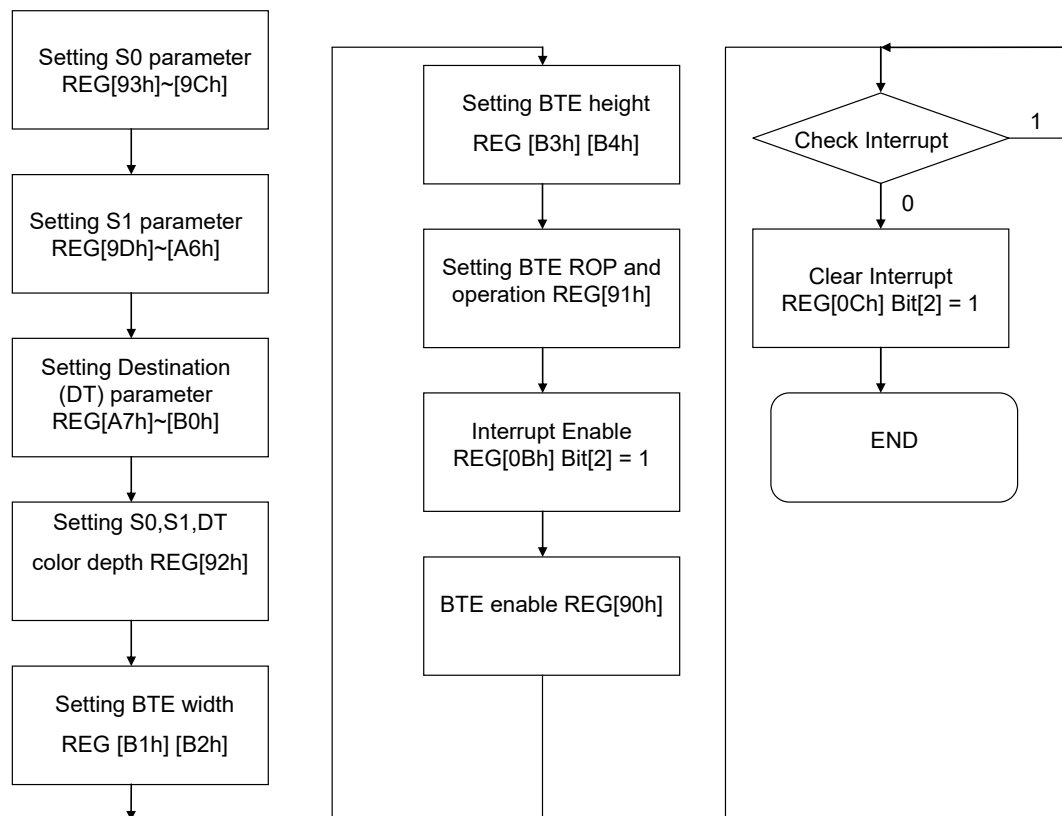 Setting S0 parameter
REG[93h]~[9Ch]
Setting S1 parameter
REG[9Dh]~[A6h]
Setting Destination
(DT) parameter
REG[A7h]~[B0h]
Setting S0,S1,DT
color depth REG[92h]
Setting BTE width
REG [B1h] [B2h]
Setting BTE height
REG [B3h] [B4h]
Setting BTE ROP and
operation REG[91h]
Interrupt Enable
REG[0Bh] Bit[2] = 1
BTE enable REG[90h]
Check Interrupt
1
0
Clear Interrupt
REG[0Ch] Bit[2] = 1
END